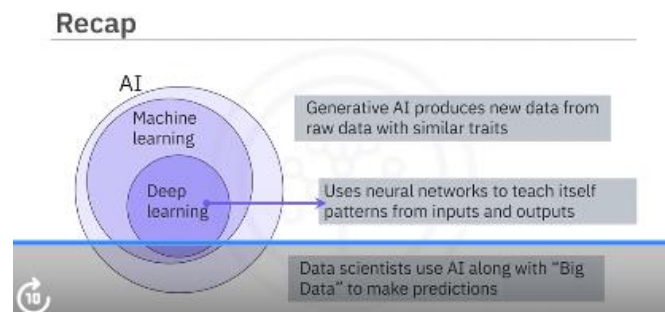 Recap
AI
Machine
learning
Deep
learning
Generative AI produces new data from
raw data with similar traits
Uses neural networks to teach itself
patterns from inputs and outputs
Data scientists use AI along with “Big
Data” to make predictions
10